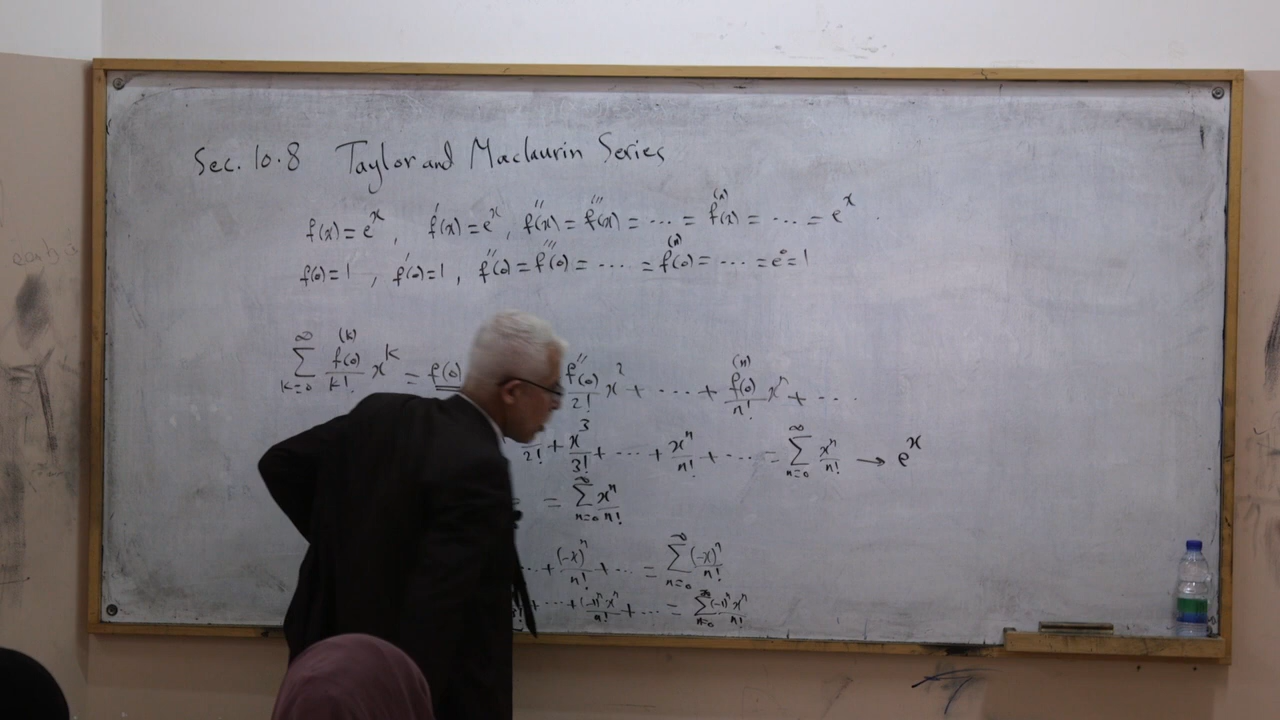 Sec. 10.8 Taylor and Maclaurin Series
f(x) = e^x , f'(x) = e^x , f''(x) = f'''(x) = ···· = f^(n)(x) = ···· = e^x
f(0) = 1 , f'(0) = 1 , f''(0) = f'''(0) = ···· = f^(n)(0) = ···· = e^0 = 1
∑_{k=0}^{∞} f^(k)(0)/k! x^k = f(0) f''(0)/2! x^2 + ···· + f^(n)(0)/n! x^n + ····
2! + x^3/3! + ···· + x^n/n! + ···· = ∑_{n=0}^{∞} x^n/n! → e^x
= ∑_{n=0}^{∞} x^n/n!
··· + (-x)^n/n! + ···· = ∑_{n=0}^{∞} (-x)^n/n!
+ ··· + (-1)^n x^n/n! + ···· = ∑_{n=0}^{∞} (-1)^n x^n/n!